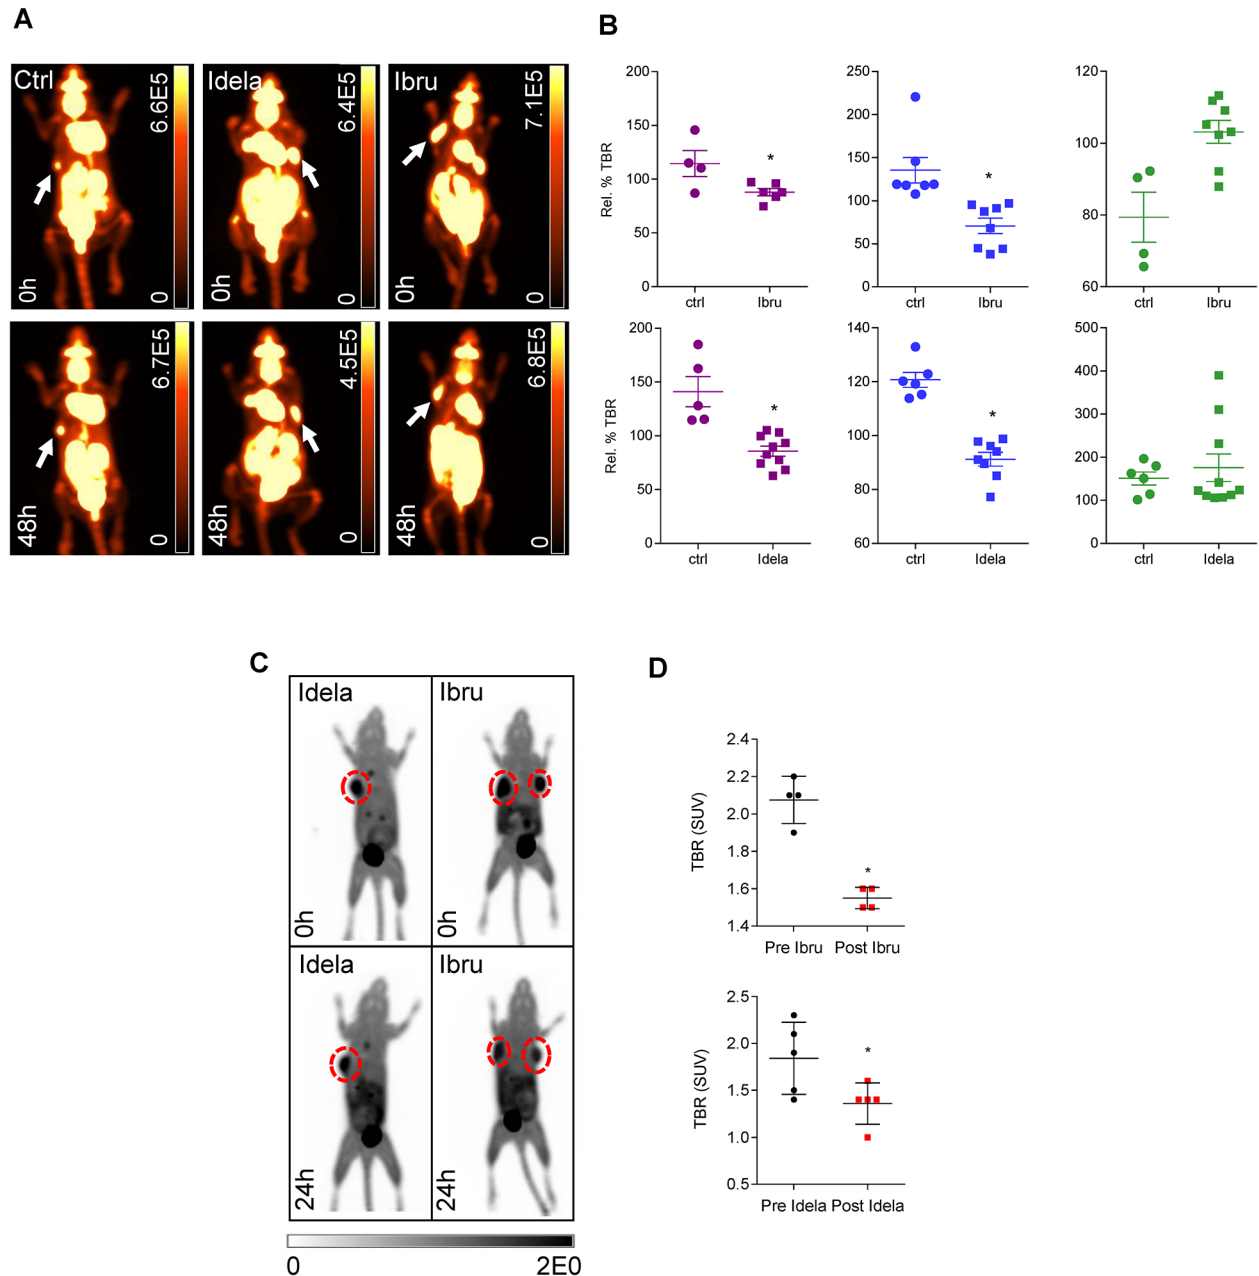 A
Ctrl
6.6E5
0h
0
Idela
6.4E5
0h
0
Ibru
7.1E5
0h
0
6.7E5
48h
0
4.5E5
48h
0
6.8E5
48h
0
B
Rel. % TBR
200
150
100
50
0
*
ctrl
Ibru
250
200
150
100
50
0
*
ctrl
Ibru
120
100
80
60
ctrl
Ibru
Rel. % TBR
200
150
100
50
0
*
ctrl
Idela
140
120
100
80
60
*
ctrl
Idela
500
400
300
200
100
0
ctrl
Idela
C
Idela
0h
Ibru
0h
Idela
24h
Ibru
24h
0
2E0
D
TBR (SUV)
2.4
2.2
2.0
1.8
1.6
1.4
*
Pre Ibru
Post Ibru
TBR (SUV)
2.5
2.0
1.5
1.0
0.5
*
Pre Idela
Post Idela